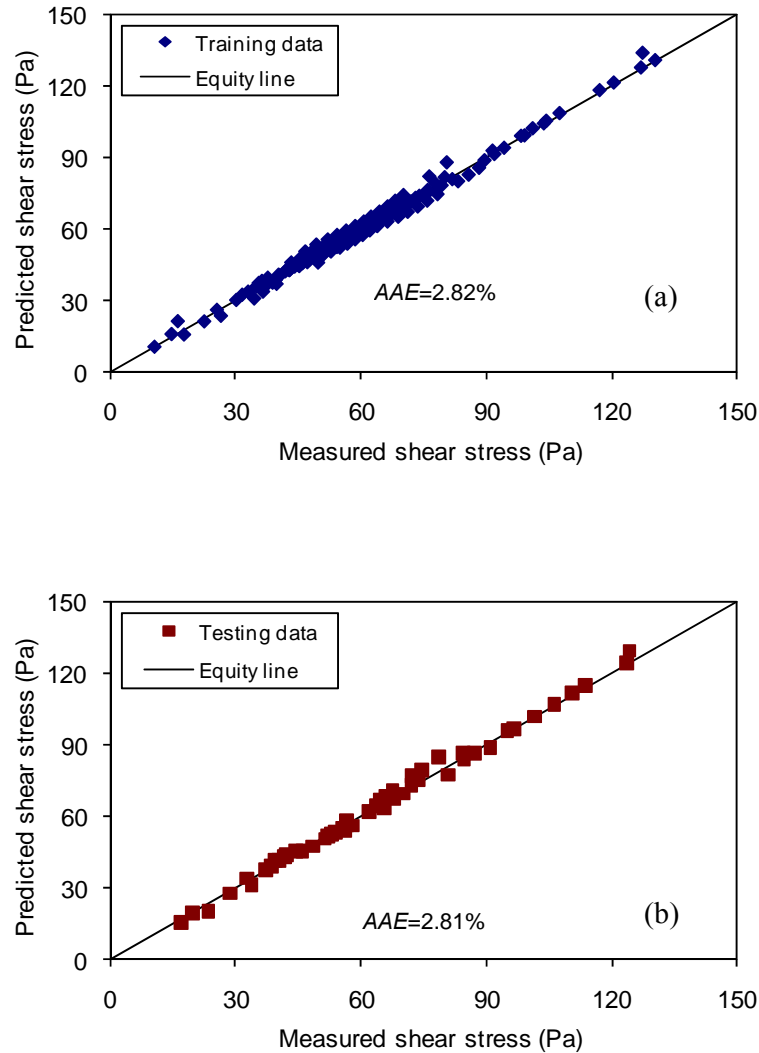 150
Training data
Equity line
120
90
60
30
0
Predicted shear stress (Pa)
AAE=2.82%
(a)
0 30 60 90 120 150
Measured shear stress (Pa)
150
Testing data
Equity line
120
90
60
30
0
Predicted shear stress (Pa)
AAE=2.81%
(b)
0 30 60 90 120 150
Measured shear stress (Pa)